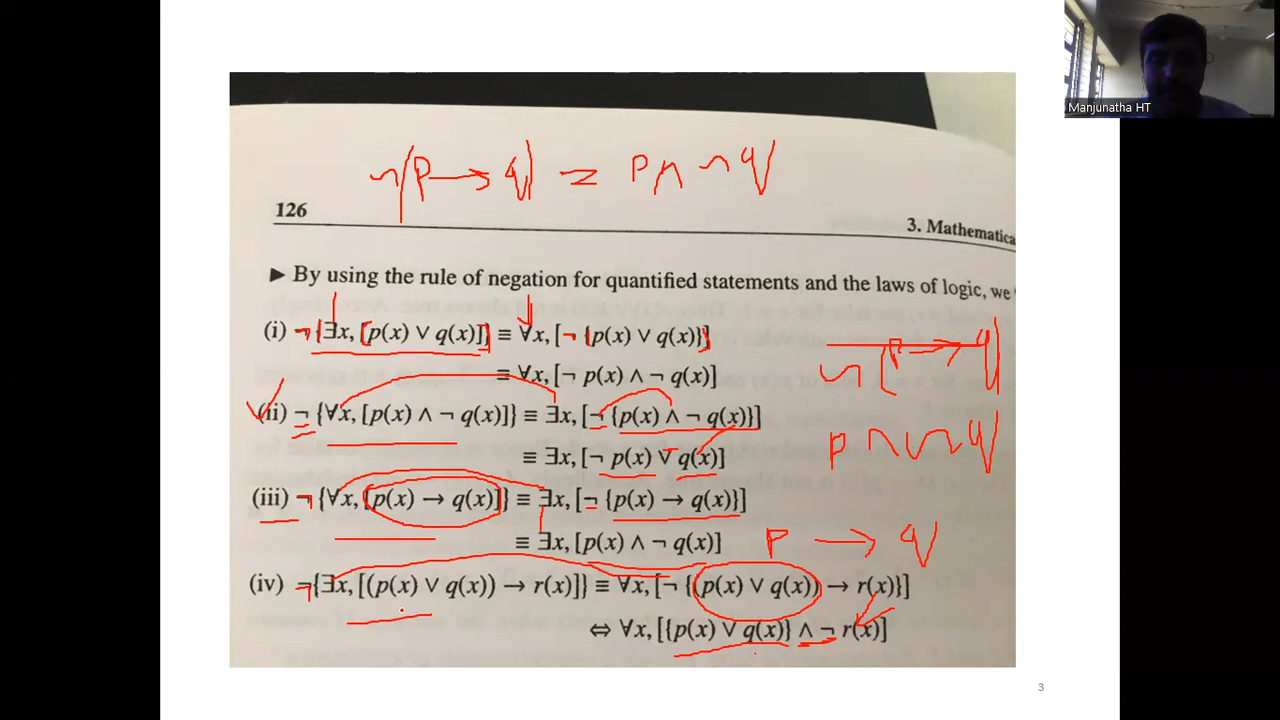 Manjunatha HT
¬(p → q) = p ∧ ¬ q
126
3. Mathematica
► By using the rule of negation for quantified statements and the laws of logic, we
(i) ¬ {∃x, [p(x) ∨ q(x)]} ≡ ∀x, [¬ {p(x) ∨ q(x)}]
≡ ∀x, [¬ p(x) ∧ ¬ q(x)]
¬ [p → q]
(ii) ¬ {∀x, [p(x) ∧ ¬ q(x)]} ≡ ∃x, [¬ {p(x) ∧ ¬ q(x)}]
p ∧ ¬ q
≡ ∃x, [¬ p(x) ∨ q(x)]
(iii) ¬ {∀x, [p(x) → q(x)]} ≡ ∃x, [¬ {p(x) → q(x)}]
≡ ∃x, [p(x) ∧ ¬ q(x)]
p → q
(iv) ¬{∃x, [(p(x) ∨ q(x)) → r(x)]} ≡ ∀x, [¬ {(p(x) ∨ q(x)) → r(x)}]
⇔ ∀x, [{p(x) ∨ q(x)} ∧ ¬ r(x)]
3